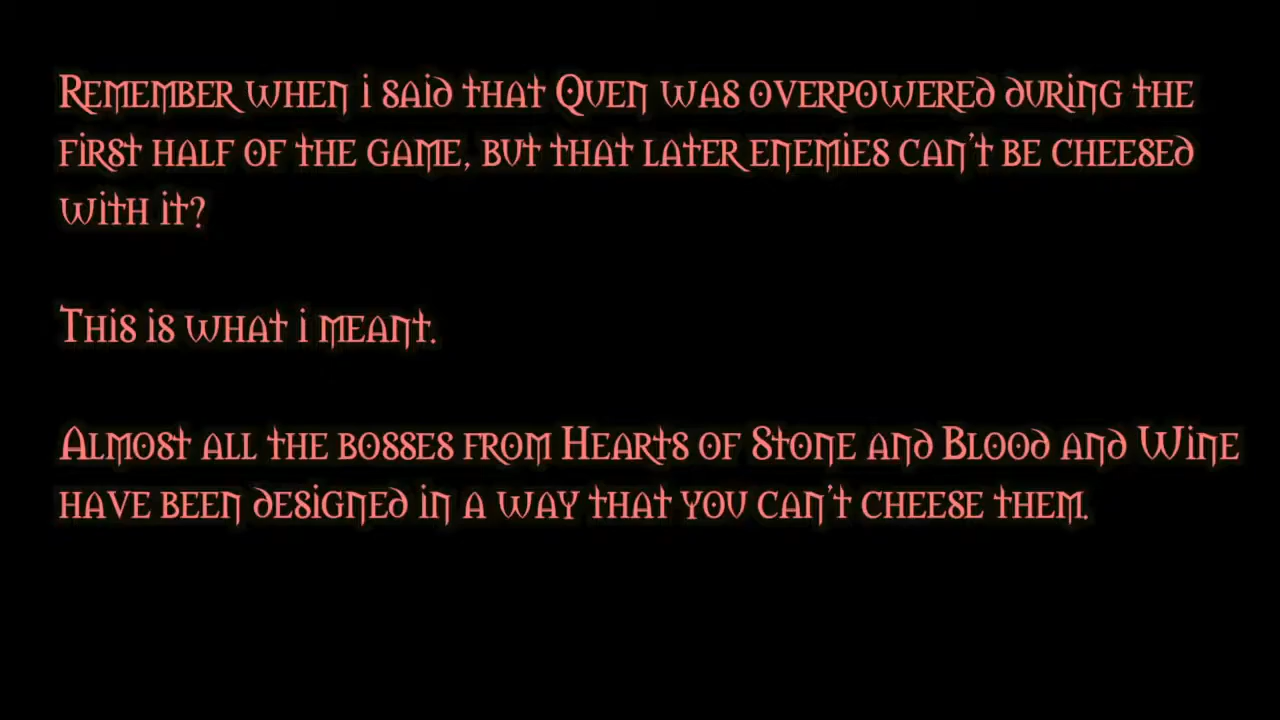 Remember when i said that Quen was overpowered during the
first half of the game, but that later enemies can't be cheesed
with it?
This is what i meant.
Almost all the bosses from Hearts of Stone and Blood and Wine
have been designed in a way that you can't cheese them.